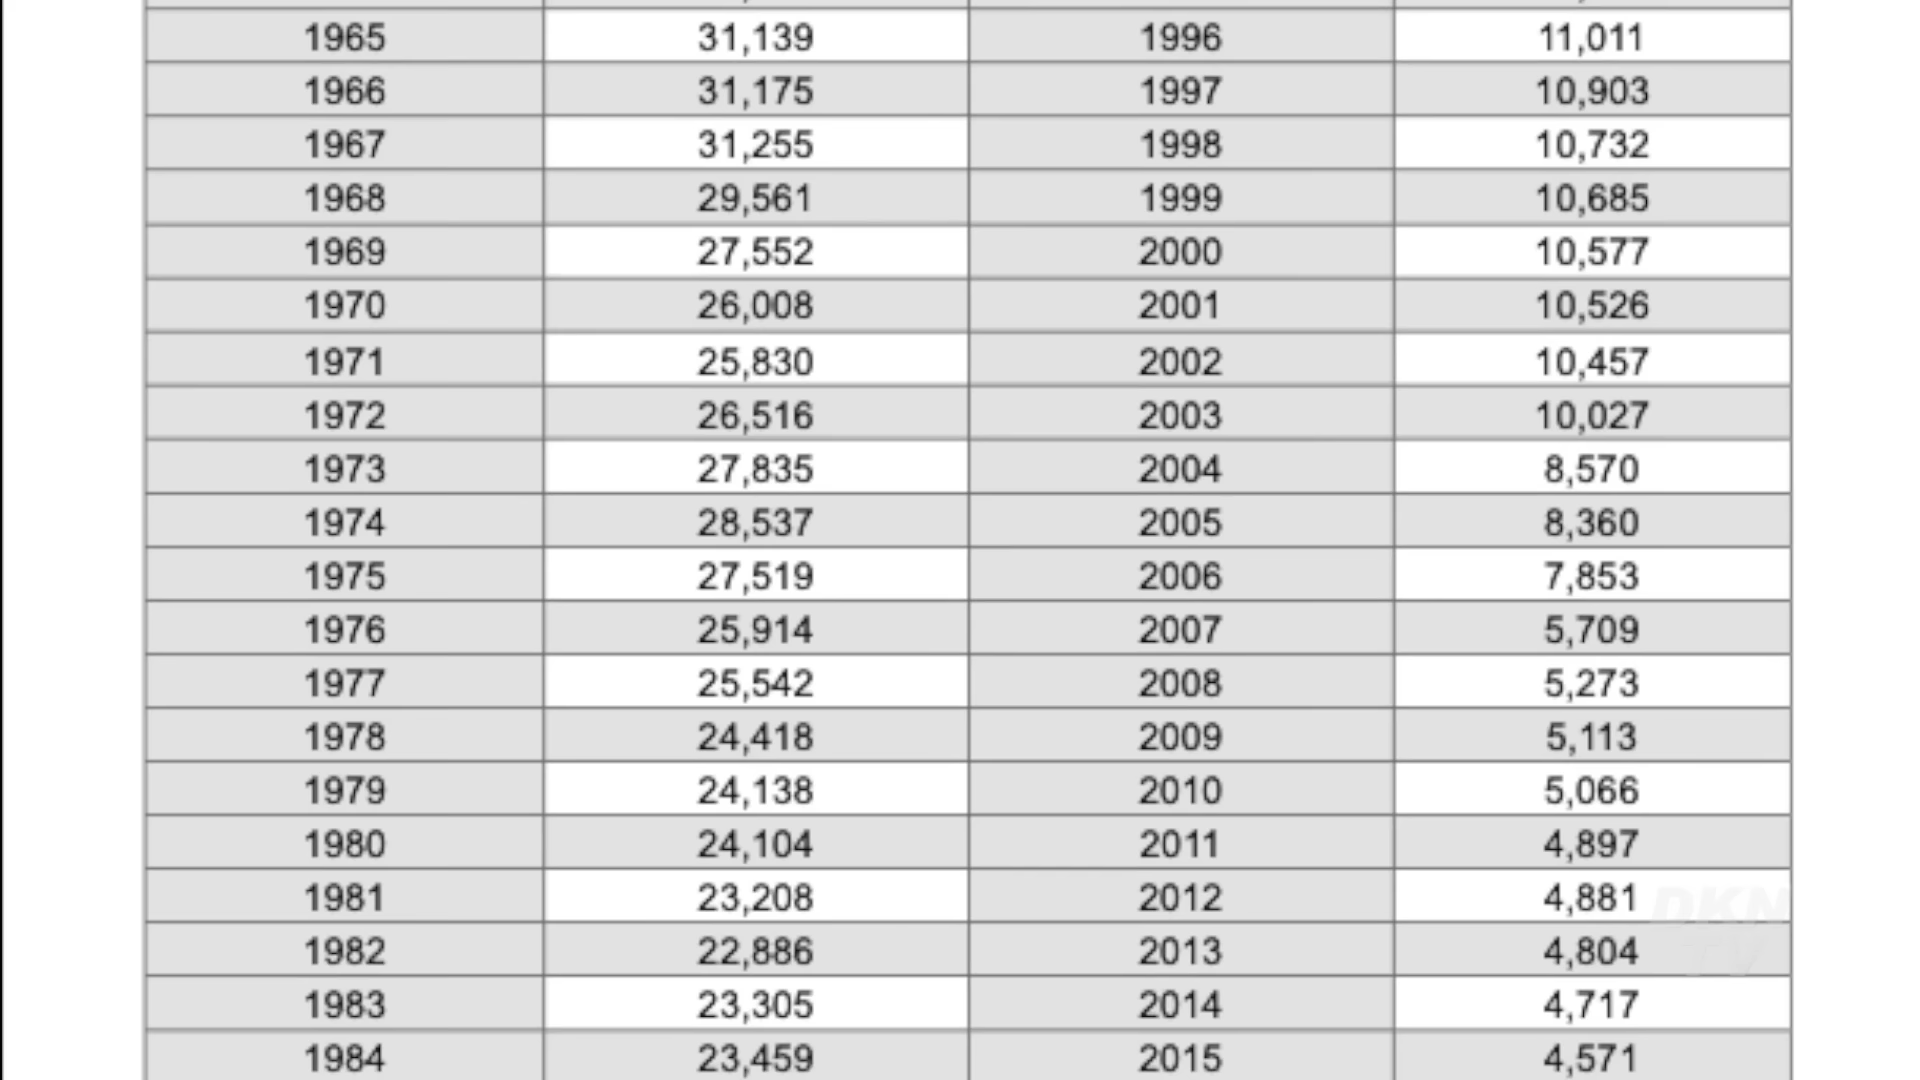 1965 31,139 1996 11,011
1966 31,175 1997 10,903
1967 31,255 1998 10,732
1968 29,561 1999 10,685
1969 27,552 2000 10,577
1970 26,008 2001 10,526
1971 25,830 2002 10,457
1972 26,516 2003 10,027
1973 27,835 2004 8,570
1974 28,537 2005 8,360
1975 27,519 2006 7,853
1976 25,914 2007 5,709
1977 25,542 2008 5,273
1978 24,418 2009 5,113
1979 24,138 2010 5,066
1980 24,104 2011 4,897
1981 23,208 2012 4,881
1982 22,886 2013 4,804
1983 23,305 2014 4,717
1984 23,459 2015 4,571
DKN
TV